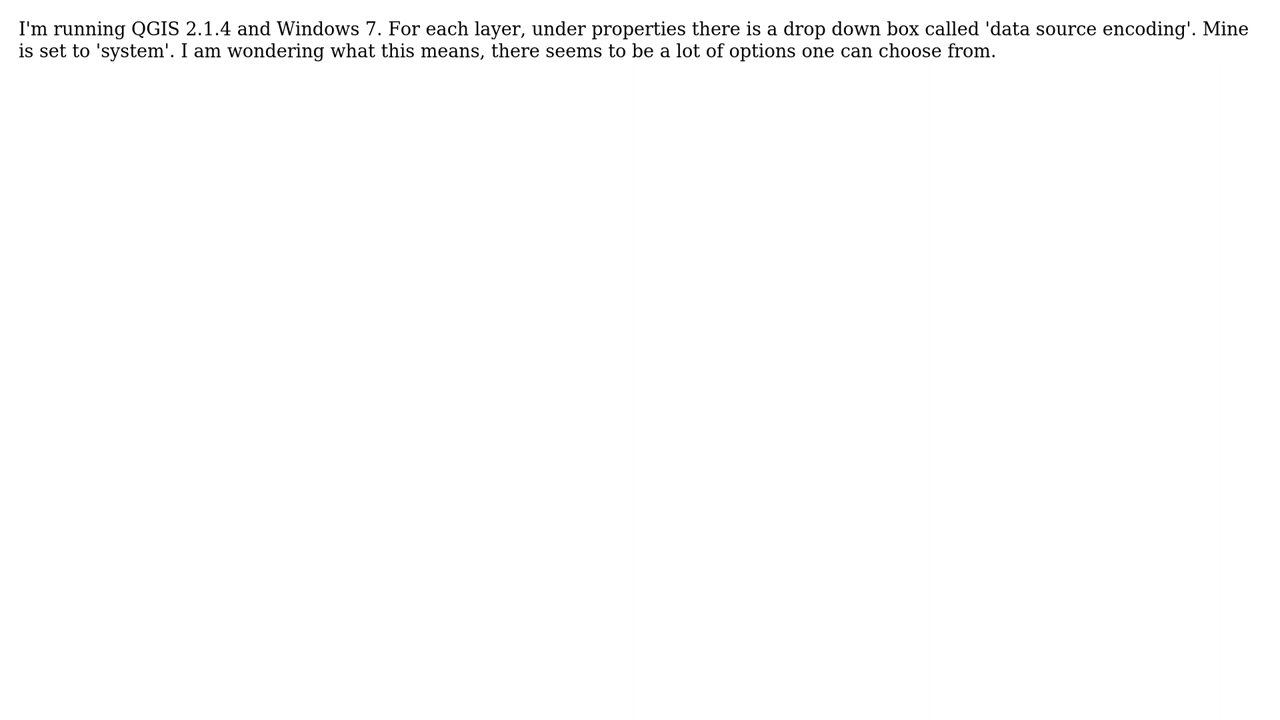 I'm running QGIS 2.1.4 and Windows 7. For each layer, under properties there is a drop down box called 'data source encoding'. Mine
is set to 'system'. I am wondering what this means, there seems to be a lot of options one can choose from.